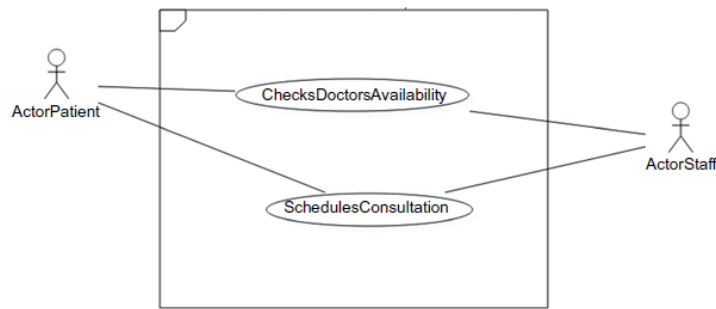 ChecksDoctorsAvailability
ActorPatient
ActorStaff
SchedulesConsultation